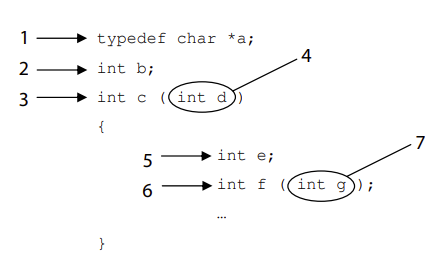 1 typedef char *a;
4
2 int b;
3 int c (int d)
{
7
5 int e;
6 int f (int g);
…
}